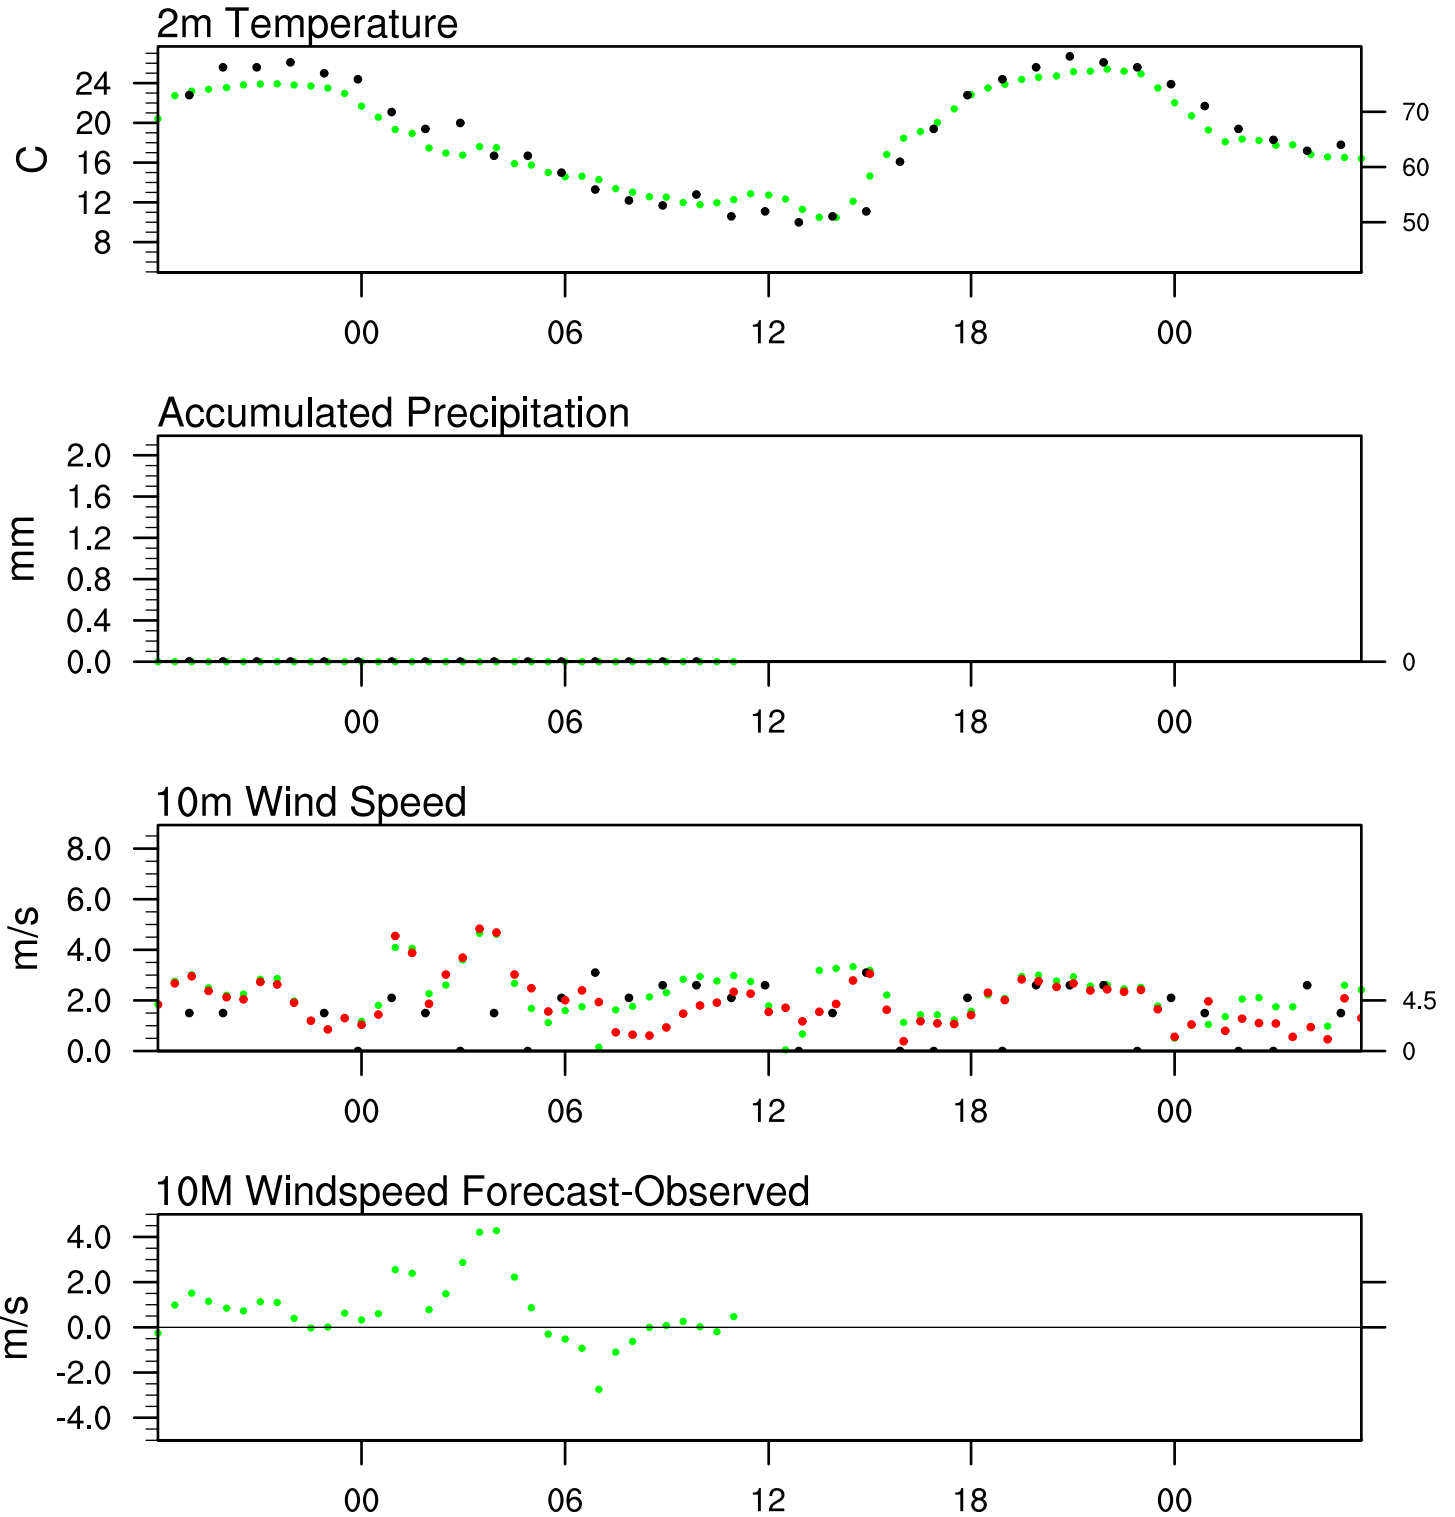 2m Temperature
24
20
16
12
8
C
70
60
50
00 06 12 18 00
Accumulated Precipitation
2.0
1.6
1.2
0.8
0.4
0.0
mm
0
00 06 12 18 00
10m Wind Speed
8.0
6.0
4.0
2.0
0.0
m/s
4.5
0
00 06 12 18 00
10M Windspeed Forecast-Observed
4.0
2.0
0.0
-2.0
-4.0
m/s
00 06 12 18 00